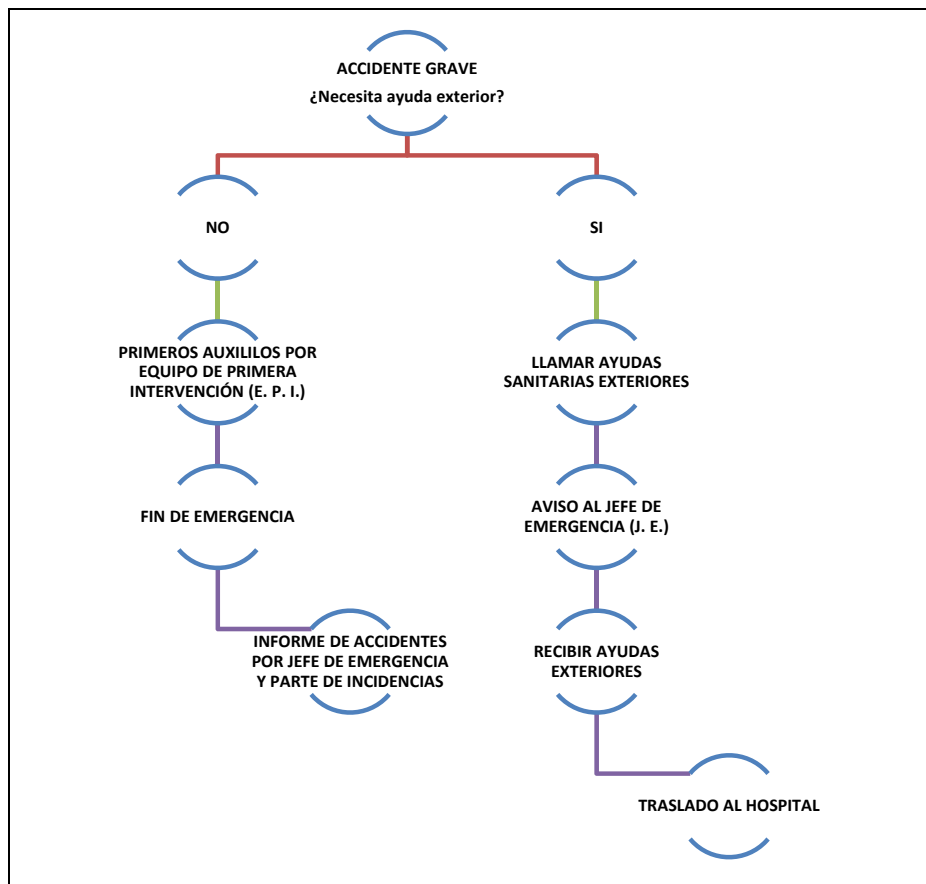 ACCIDENTE GRAVE
¿Necesita ayuda exterior?
NO
SI
PRIMEROS AUXILILOS POR
EQUIPO DE PRIMERA
INTERVENCIÓN (E. P. I.)
LLAMAR AYUDAS
SANITARIAS EXTERIORES
FIN DE EMERGENCIA
AVISO AL JEFE DE
EMERGENCIA (J. E.)
INFORME DE ACCIDENTES
POR JEFE DE EMERGENCIA
Y PARTE DE INCIDENCIAS
RECIBIR AYUDAS
EXTERIORES
TRASLADO AL HOSPITAL